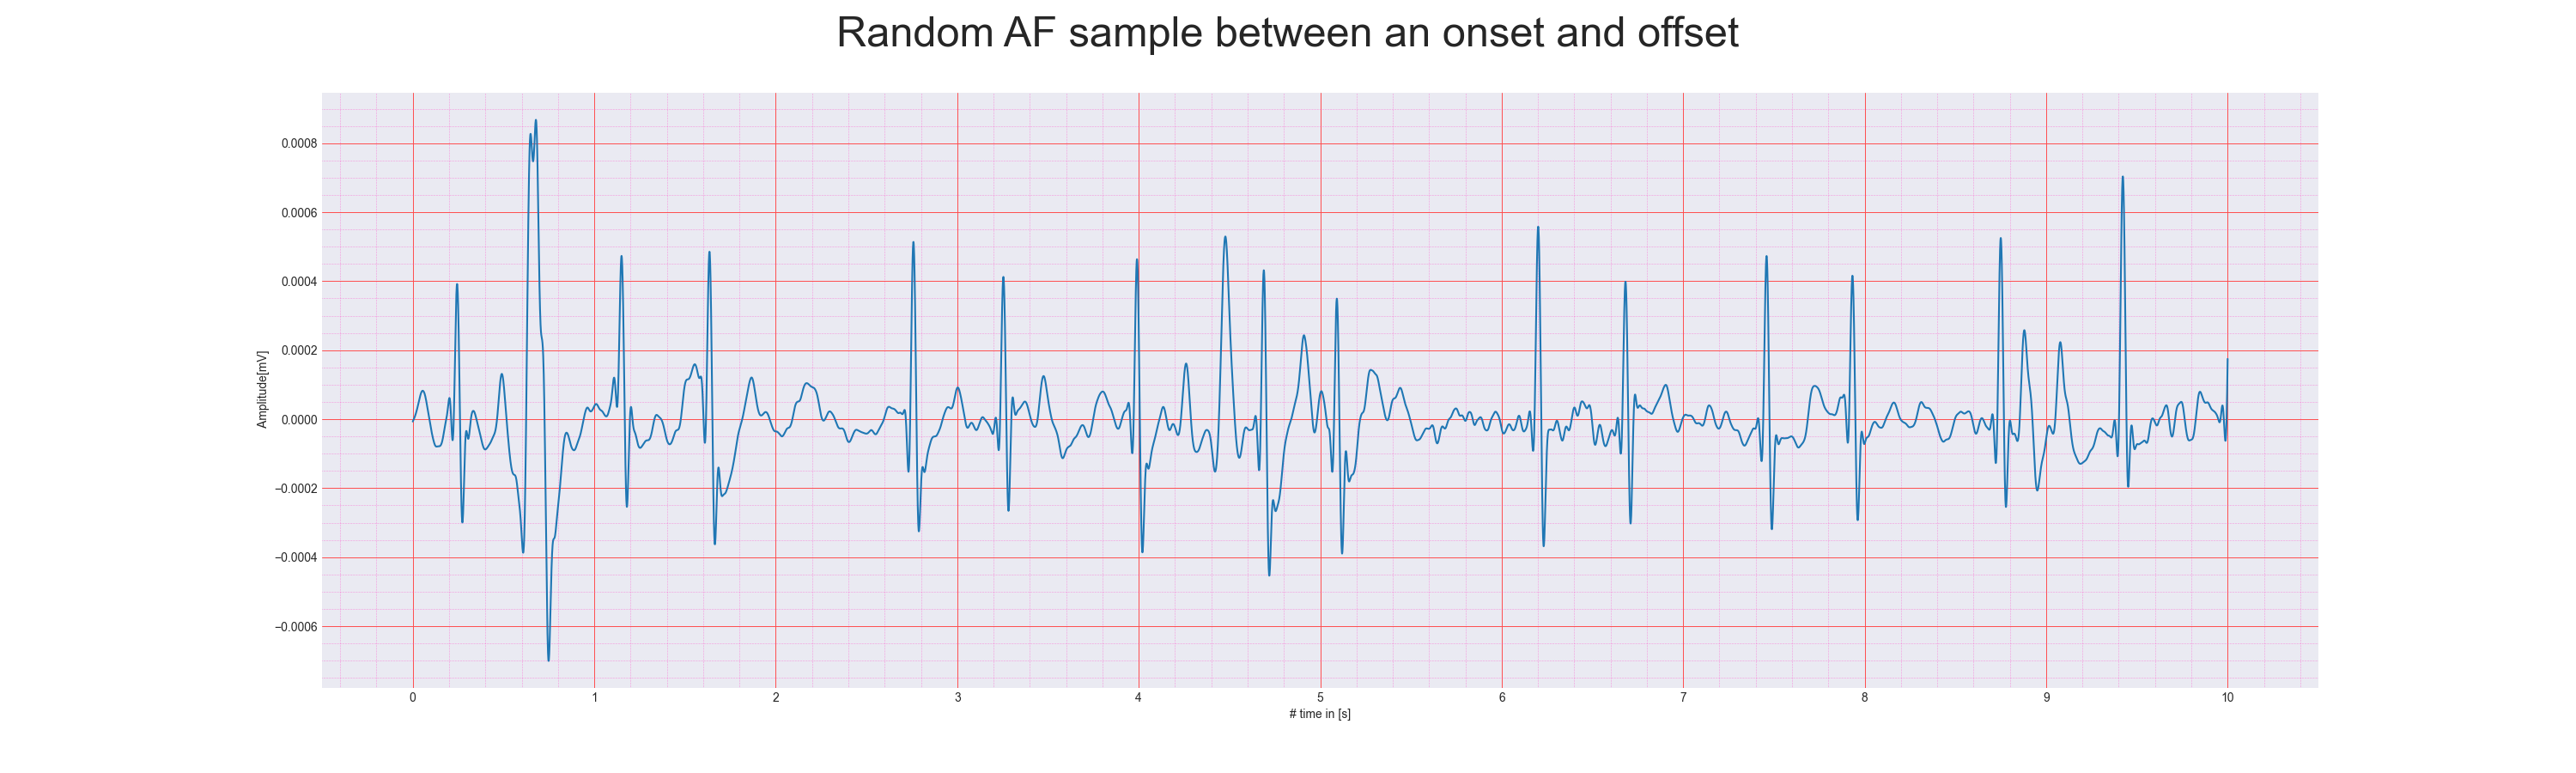 Random AF sample between an onset and offset
Amplitude[mV]
0.0008
0.0006
0.0004
0.0002
0.0000
−0.0002
−0.0004
−0.0006
0 1 2 3 4 5 6 7 8 9 10
# time in [s]